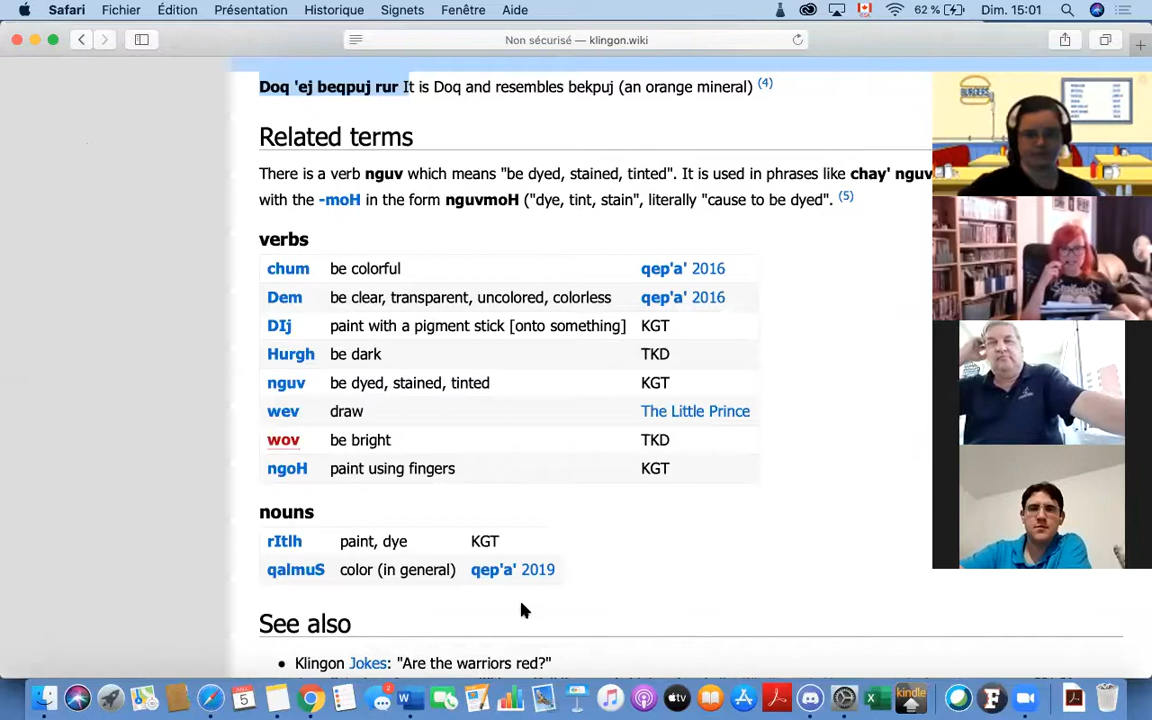 Safari Fichier Édition Présentation Historique Signets Fenêtre Aide 62 % Dim. 15:01
Non sécurisé — klingon.wiki
Doq 'ej beqpuj rur It is Doq and resembles bekpuj (an orange mineral) (4)
BURGERS
Related terms
There is a verb nguv which means "be dyed, stained, tinted". It is used in phrases like chay' nguv
with the -moH in the form nguvmoH ("dye, tint, stain", literally "cause to be dyed". (5)
verbs
chum be colorful qep'a' 2016
Dem be clear, transparent, uncolored, colorless qep'a' 2016
DIj paint with a pigment stick [onto something] KGT
Hurgh be dark TKD
nguv be dyed, stained, tinted KGT
wev draw The Little Prince
wov be bright TKD
ngoH paint using fingers KGT
nouns
rItlh paint, dye KGT
qalmuS color (in general) qep'a' 2019
See also
• Klingon Jokes: "Are the warriors red?"
5 2 W tv X kindle F